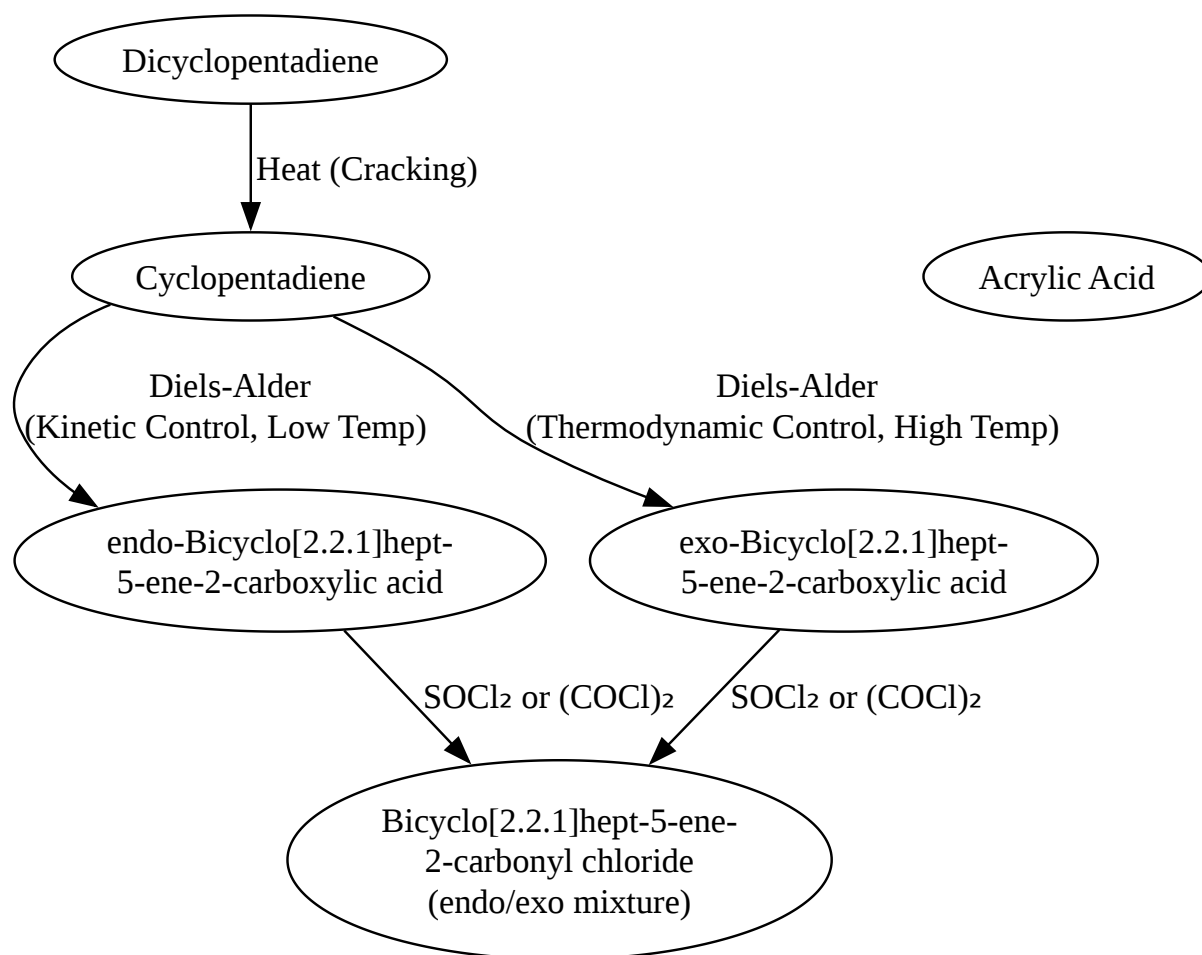 Dicyclopentadiene
Heat (Cracking)
Cyclopentadiene
Acrylic Acid
Diels-Alder
(Kinetic Control, Low Temp)
Diels-Alder
(Thermodynamic Control, High Temp)
endo-Bicyclo[2.2.1]hept-
5-ene-2-carboxylic acid
exo-Bicyclo[2.2.1]hept-
5-ene-2-carboxylic acid
SOCl₂ or (COCl)₂
SOCl₂ or (COCl)₂
Bicyclo[2.2.1]hept-5-ene-
2-carbonyl chloride
(endo/exo mixture)